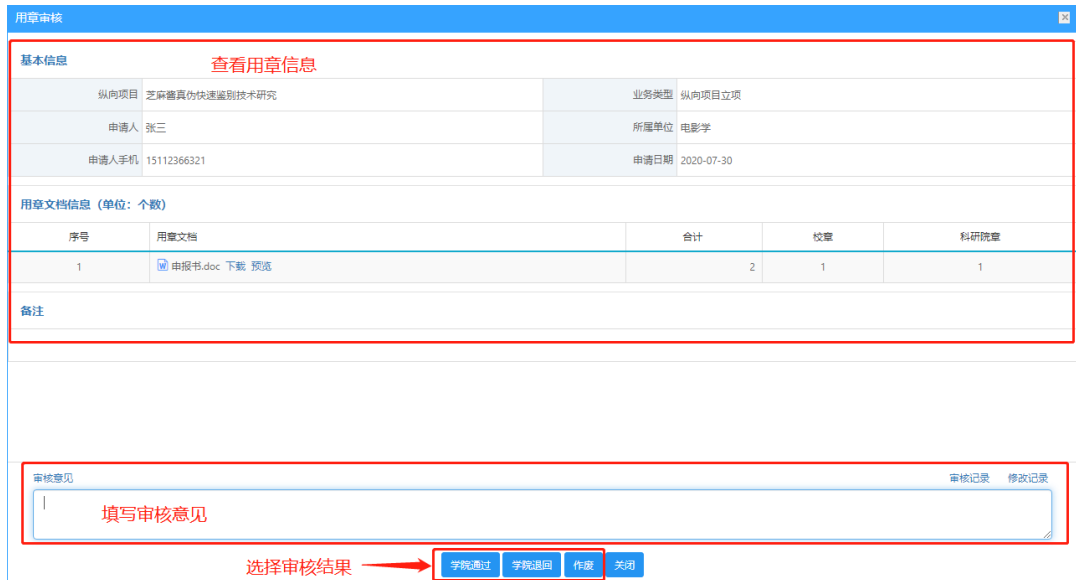 用章审核
基本信息
查看用章信息
纵向项目 芝麻酱真伪快速鉴别技术研究 业务类型 纵向项目立项
申请人 张三 所属单位 电影学
申请人手机 15112366321 申请日期 2020-07-30
用章文档信息（单位：个数）
序号 用章文档 合计 校章 科研院章
1 申报书.doc 下载 预览 2 1 1
备注
审核意见 审核记录 修改记录
填写审核意见
选择审核结果 学院通过 学院退回 作废 关闭